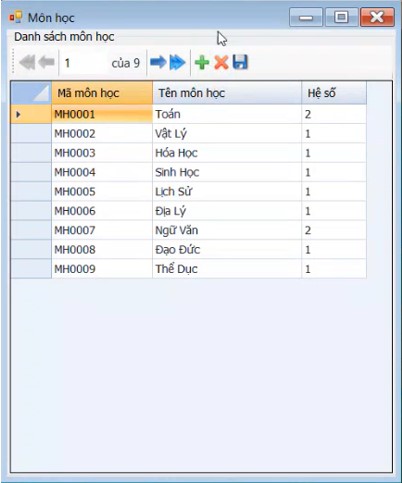 Môn học
Danh sách môn học
1 của 9
Mã môn học Tên môn học Hệ số
MH0001 Toán 2
MH0002 Vật Lý 1
MH0003 Hóa Học 1
MH0004 Sinh Học 1
MH0005 Lịch Sử 1
MH0006 Địa Lý 1
MH0007 Ngữ Văn 2
MH0008 Đạo Đức 1
MH0009 Thể Dục 1